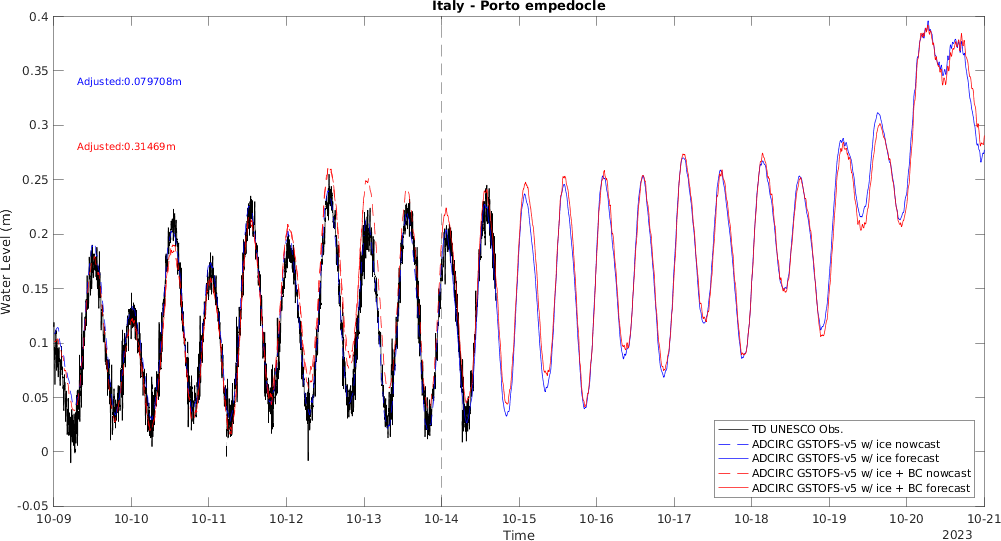 Italy - Porto empedocle
0.4
0.35
0.3
0.25
0.2
0.15
0.1
0.05
0
-0.05
Water Level (m)
Adjusted:0.079708m
Adjusted:0.31469m
TD UNESCO Obs.
ADCIRC GSTOFS-v5 w/ ice nowcast
ADCIRC GSTOFS-v5 w/ ice forecast
ADCIRC GSTOFS-v5 w/ ice + BC nowcast
ADCIRC GSTOFS-v5 w/ ice + BC forecast
10-09 10-10 10-11 10-12 10-13 10-14 10-15 10-16 10-17 10-18 10-19 10-20 10-21
Time
2023